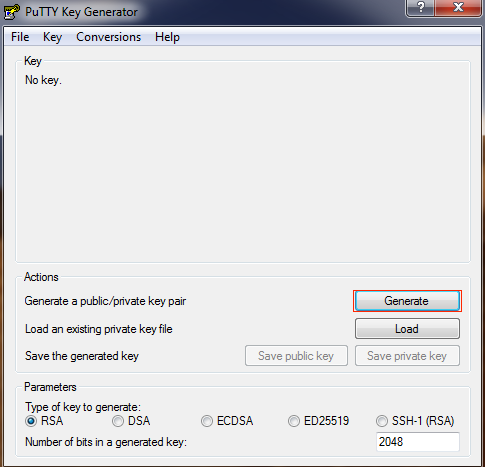 PuTTY Key Generator
File Key Conversions Help
Key
No key.
Actions
Generate a public/private key pair Generate
Load an existing private key file Load
Save the generated key Save public key Save private key
Parameters
Type of key to generate:
RSA DSA ECDSA ED25519 SSH-1 (RSA)
Number of bits in a generated key: 2048